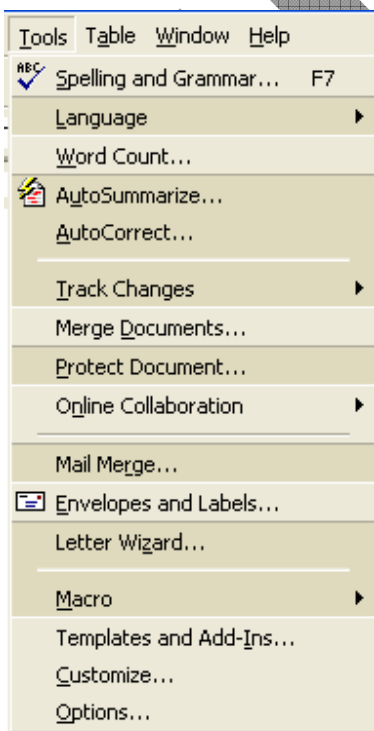 Tools Table Window Help
ABC Spelling and Grammar... F7
Language
Word Count...
AutoSummarize...
AutoCorrect...
Track Changes
Merge Documents...
Protect Document...
Online Collaboration
Mail Merge...
Envelopes and Labels...
Letter Wizard...
Macro
Templates and Add-Ins...
Customize...
Options...